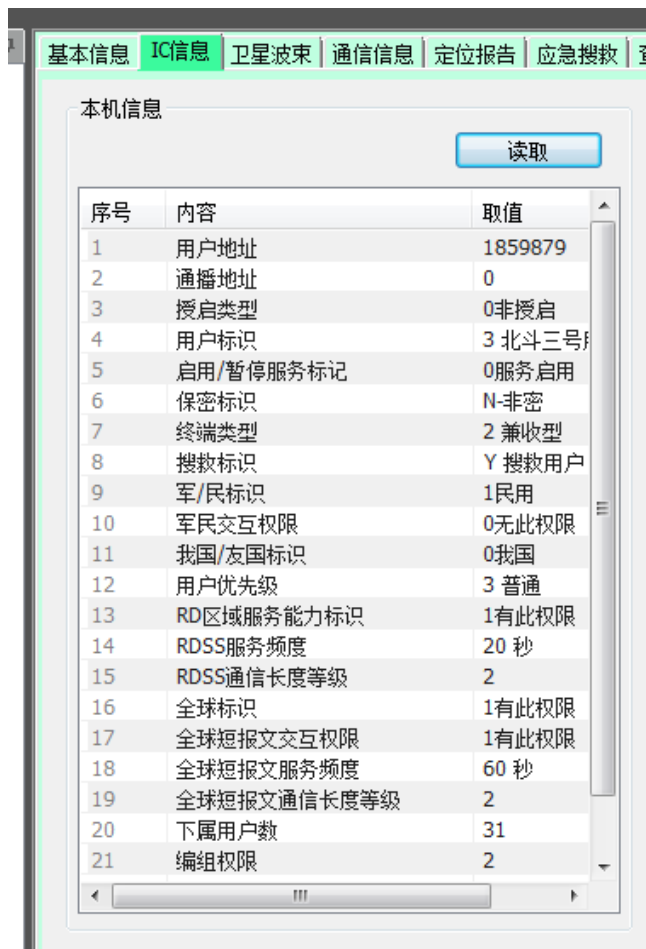 基本信息 IC信息 卫星波束 通信信息 定位报告 应急搜救
本机信息
读取
序号 内容 取值
1 用户地址 1859879
2 通播地址 0
3 授启类型 0非授启
4 用户标识 3 北斗三号
5 启用/暂停服务标记 0服务启用
6 保密标识 N-非密
7 终端类型 2 兼收型
8 搜救标识 Y 搜救用户
9 军/民标识 1民用
10 军民交互权限 0无此权限
11 我国/友国标识 0我国
12 用户优先级 3 普通
13 RD区域服务能力标识 1有此权限
14 RDSS服务频度 20 秒
15 RDSS通信长度等级 2
16 全球标识 1有此权限
17 全球短报文交互权限 1有此权限
18 全球短报文服务频度 60 秒
19 全球短报文通信长度等级 2
20 下属用户数 31
21 编组权限 2